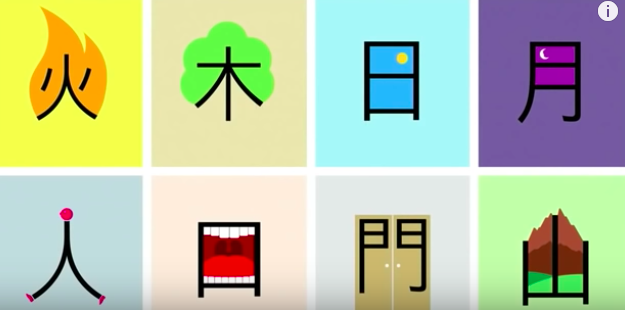 火 木 日 月
人 口 門 山